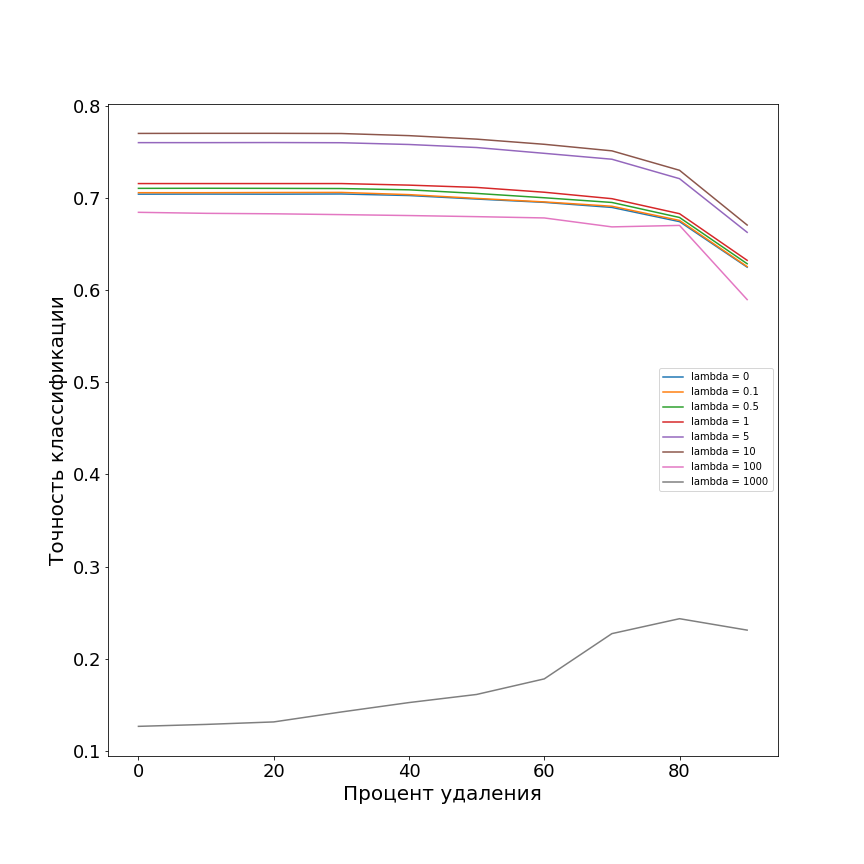 0.8
0.7
0.6
0.5
0.4
0.3
0.2
0.1
Точность классификации
lambda = 0
lambda = 0.1
lambda = 0.5
lambda = 1
lambda = 5
lambda = 10
lambda = 100
lambda = 1000
0 20 40 60 80
Процент удаления